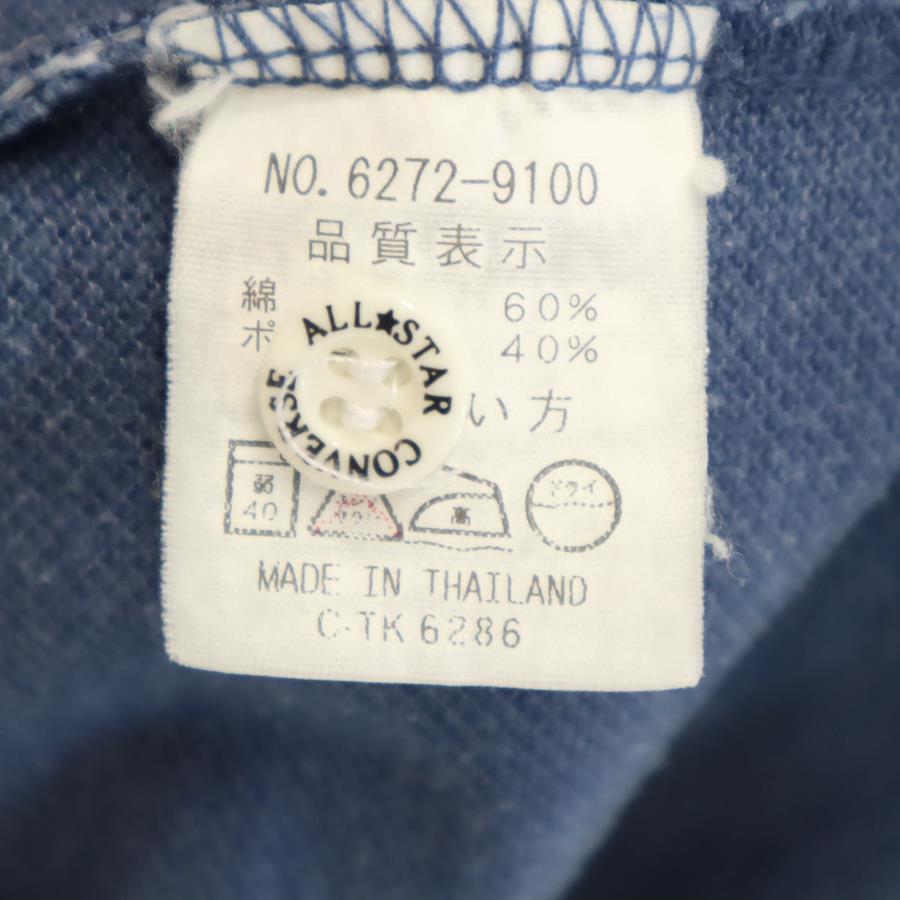 NO. 6272-9100
品質表示
綿 60%
ポ 40%
ALL★STAR
CONVERSE
い方
弱
40
高
ドライ
MADE IN THAILAND
C-TK 6286